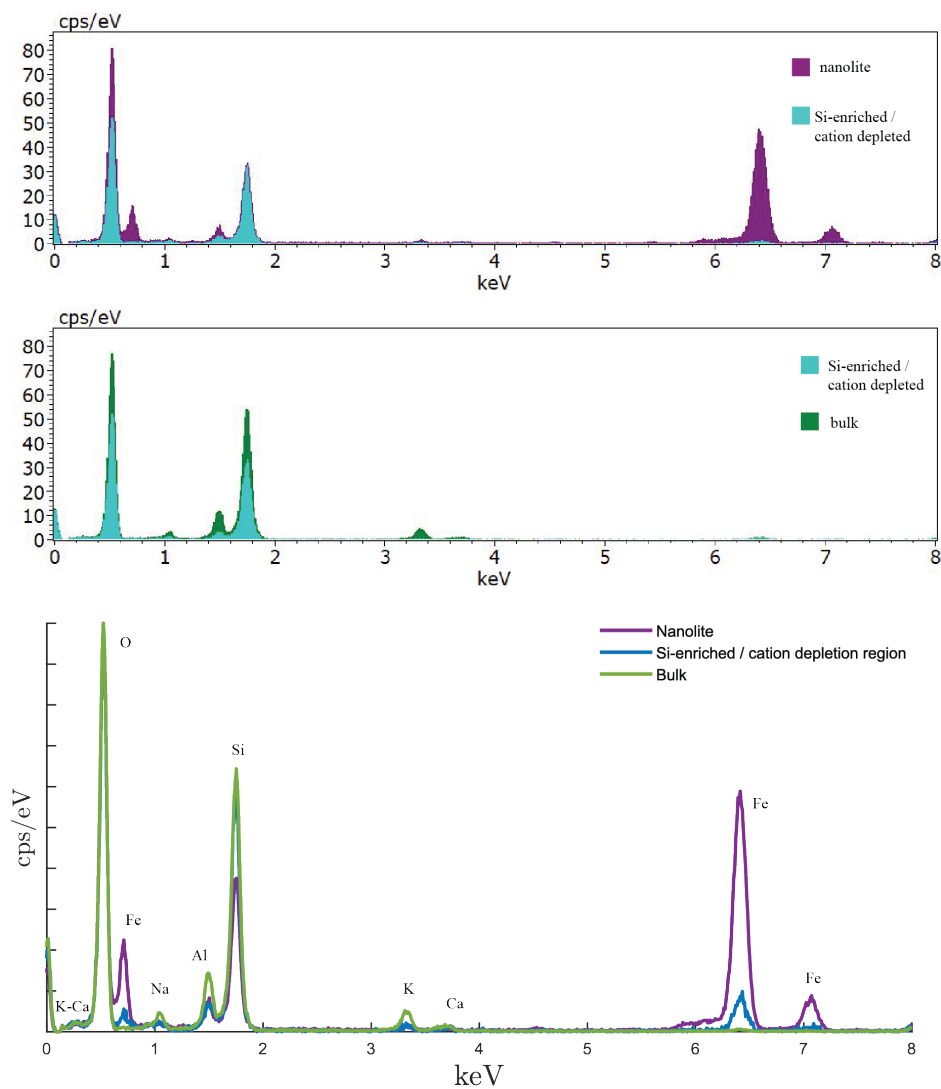 cps/eV
80
70
60
50
40
30
20
10
0
nanolite
Si-enriched /
cation depleted
0 1 2 3 4 5 6 7 8
keV
cps/eV
80
70
60
50
40
30
20
10
0
Si-enriched /
cation depleted
bulk
0 1 2 3 4 5 6 7 8
keV
cps/eV
Nanolite
Si-enriched / cation depletion region
Bulk
O
Si
Fe
Fe
Al
Na
K-Ca
K
Ca
Fe
0 1 2 3 4 5 6 7 8
keV